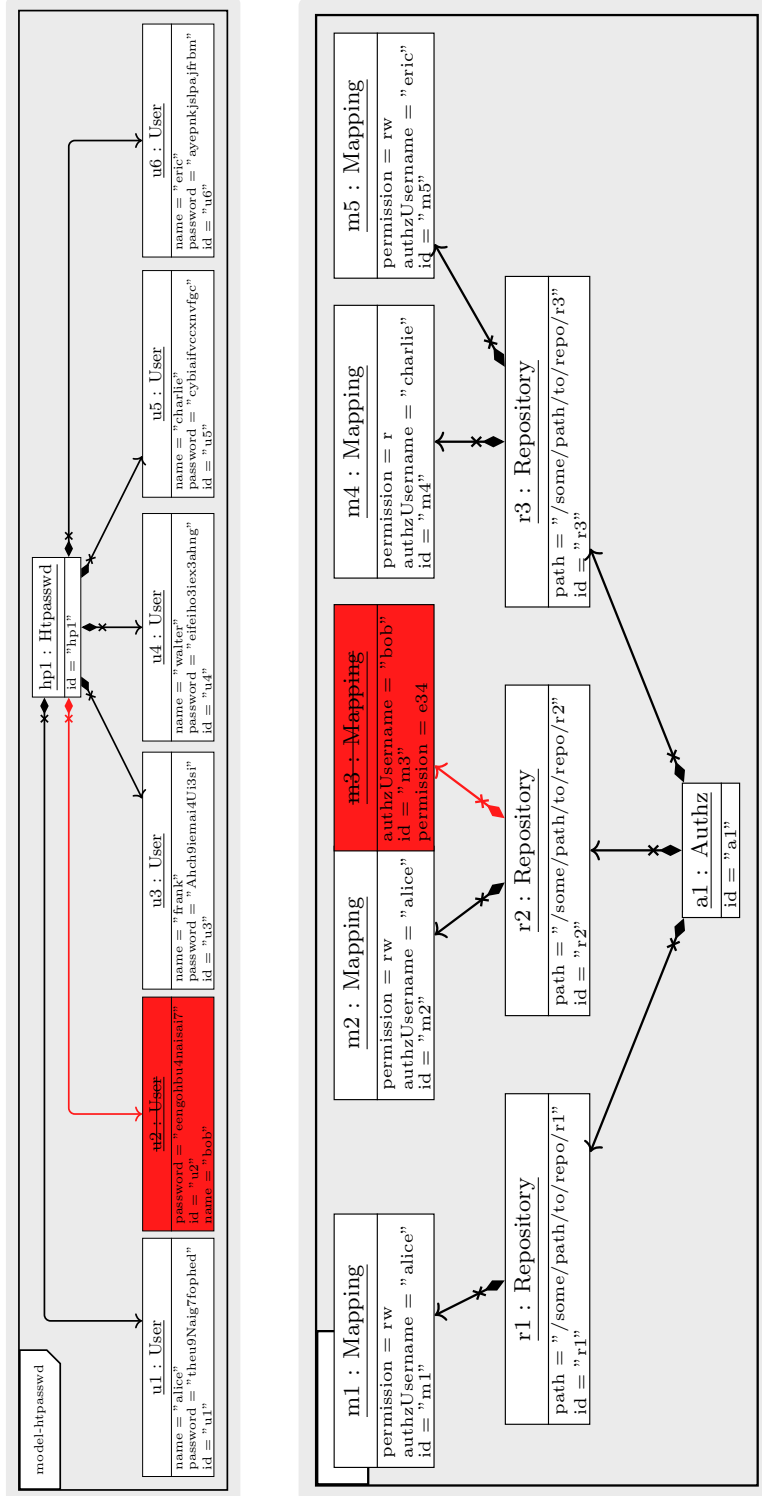 model-htpasswd
hp1 : Htpasswd
id = "hp1"
u1 : User
name = "alice"
password = "theu9Naig7fophed"
id = "u1"
u2 : User
password = "eengohbu4naisai7"
id = "u2"
name = "bob"
u3 : User
name = "frank"
password = "Ahch9iemai4Ui3si"
id = "u3"
u4 : User
name = "walter"
password = "eifeiho3iex3ahng"
id = "u4"
u5 : User
name = "charlie"
password = "cybiaifvccxnvfgc"
id = "u5"
u6 : User
name = "eric"
password = "ayepnkjslpajfrbm"
id = "u6"
m1 : Mapping
permission = rw
authzUsername = "alice"
id = "m1"
m2 : Mapping
permission = rw
authzUsername = "alice"
id = "m2"
m3 : Mapping
authzUsername = "bob"
id = "m3"
permission = e34
m4 : Mapping
permission = r
authzUsername = "charlie"
id = "m4"
m5 : Mapping
permission = rw
authzUsername = "eric"
id = "m5"
r1 : Repository
path = "/some/path/to/repo/r1"
id = "r1"
r2 : Repository
path = "/some/path/to/repo/r2"
id = "r2"
r3 : Repository
path = "/some/path/to/repo/r3"
id = "r3"
a1 : Authz
id = "a1"